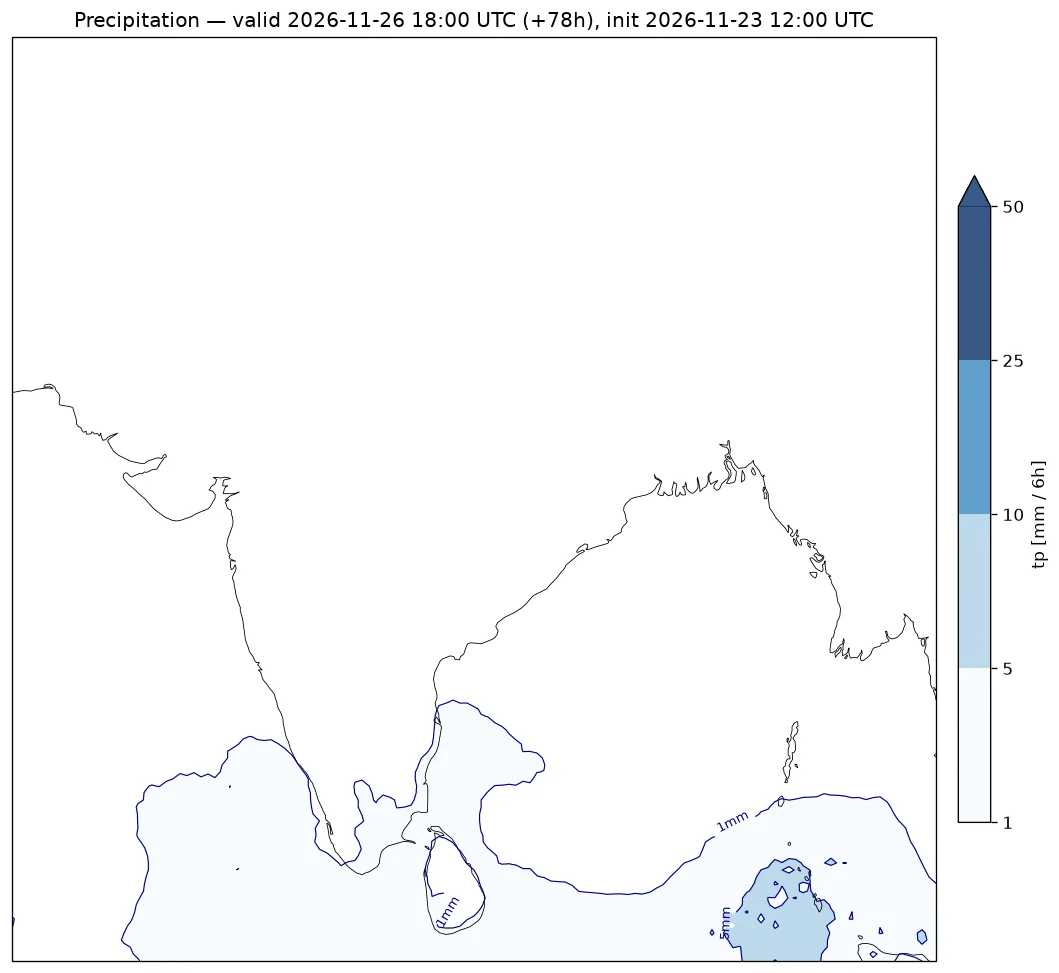 Precipitation — valid 2026-11-26 18:00 UTC (+78h), init 2026-11-23 12:00 UTC
50
25
10
5
1
tp [mm / 6h]
1mm
1mm
5mm